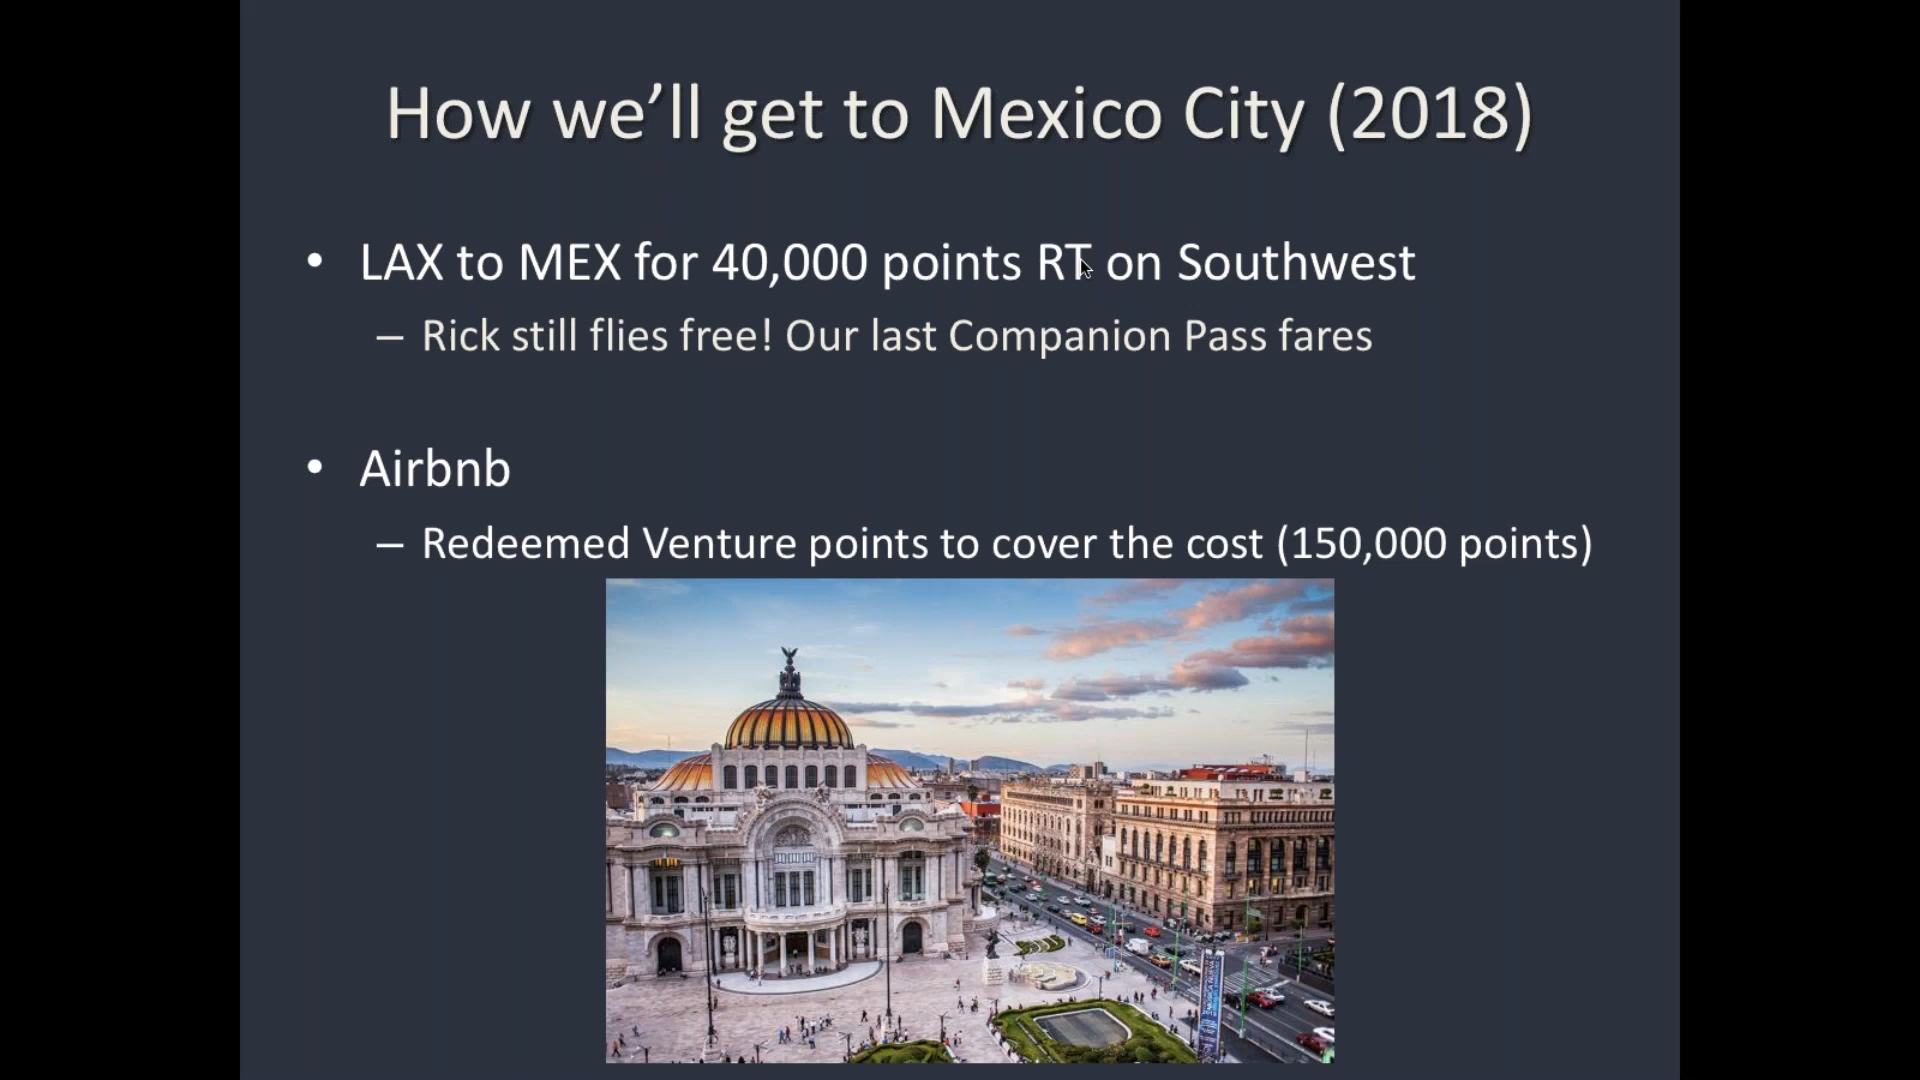 How we’ll get to Mexico City (2018)
• LAX to MEX for 40,000 points RT on Southwest
– Rick still flies free! Our last Companion Pass fares
• Airbnb
– Redeemed Venture points to cover the cost (150,000 points)